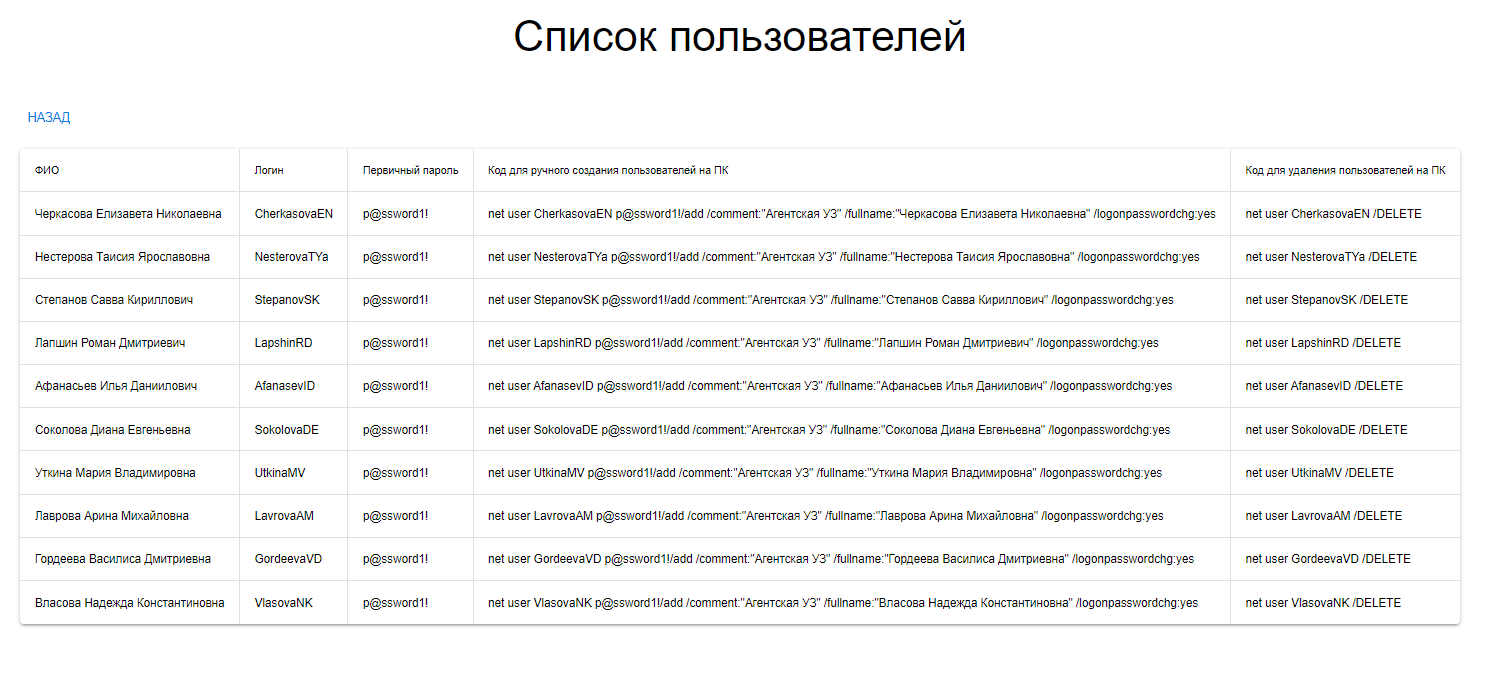 Список пользователей
НАЗАД
ФИО Логин Первичный пароль Код для ручного создания пользователей на ПК Код для удаления пользователей на ПК
Черкасова Елизавета Николаевна CherkasovaEN p@ssword1! net user CherkasovaEN p@ssword1!/add /comment:"Агентская УЗ" /fullname:"Черкасова Елизавета Николаевна" /logonpasswordchg:yes net user CherkasovaEN /DELETE
Нестерова Таисия Ярославовна NesterovaTYa p@ssword1! net user NesterovaTYa p@ssword1!/add /comment:"Агентская УЗ" /fullname:"Нестерова Таисия Ярославовна" /logonpasswordchg:yes net user NesterovaTYa /DELETE
Степанов Савва Кириллович StepanovSK p@ssword1! net user StepanovSK p@ssword1!/add /comment:"Агентская УЗ" /fullname:"Степанов Савва Кириллович" /logonpasswordchg:yes net user StepanovSK /DELETE
Лапшин Роман Дмитриевич LapshinRD p@ssword1! net user LapshinRD p@ssword1!/add /comment:"Агентская УЗ" /fullname:"Лапшин Роман Дмитриевич" /logonpasswordchg:yes net user LapshinRD /DELETE
Афанасьев Илья Даниилович AfanasevID p@ssword1! net user AfanasevID p@ssword1!/add /comment:"Агентская УЗ" /fullname:"Афанасьев Илья Даниилович" /logonpasswordchg:yes net user AfanasevID /DELETE
Соколова Диана Евгеньевна SokolovaDE p@ssword1! net user SokolovaDE p@ssword1!/add /comment:"Агентская УЗ" /fullname:"Соколова Диана Евгеньевна" /logonpasswordchg:yes net user SokolovaDE /DELETE
Уткина Мария Владимировна UtkinaMV p@ssword1! net user UtkinaMV p@ssword1!/add /comment:"Агентская УЗ" /fullname:"Уткина Мария Владимировна" /logonpasswordchg:yes net user UtkinaMV /DELETE
Лаврова Арина Михайловна LavrovaAM p@ssword1! net user LavrovaAM p@ssword1!/add /comment:"Агентская УЗ" /fullname:"Лаврова Арина Михайловна" /logonpasswordchg:yes net user LavrovaAM /DELETE
Гордеева Василиса Дмитриевна GordeevaVD p@ssword1! net user GordeevaVD p@ssword1!/add /comment:"Агентская УЗ" /fullname:"Гордеева Василиса Дмитриевна" /logonpasswordchg:yes net user GordeevaVD /DELETE
Власова Надежда Константиновна VlasovaNK p@ssword1! net user VlasovaNK p@ssword1!/add /comment:"Агентская УЗ" /fullname:"Власова Надежда Константиновна" /logonpasswordchg:yes net user VlasovaNK /DELETE